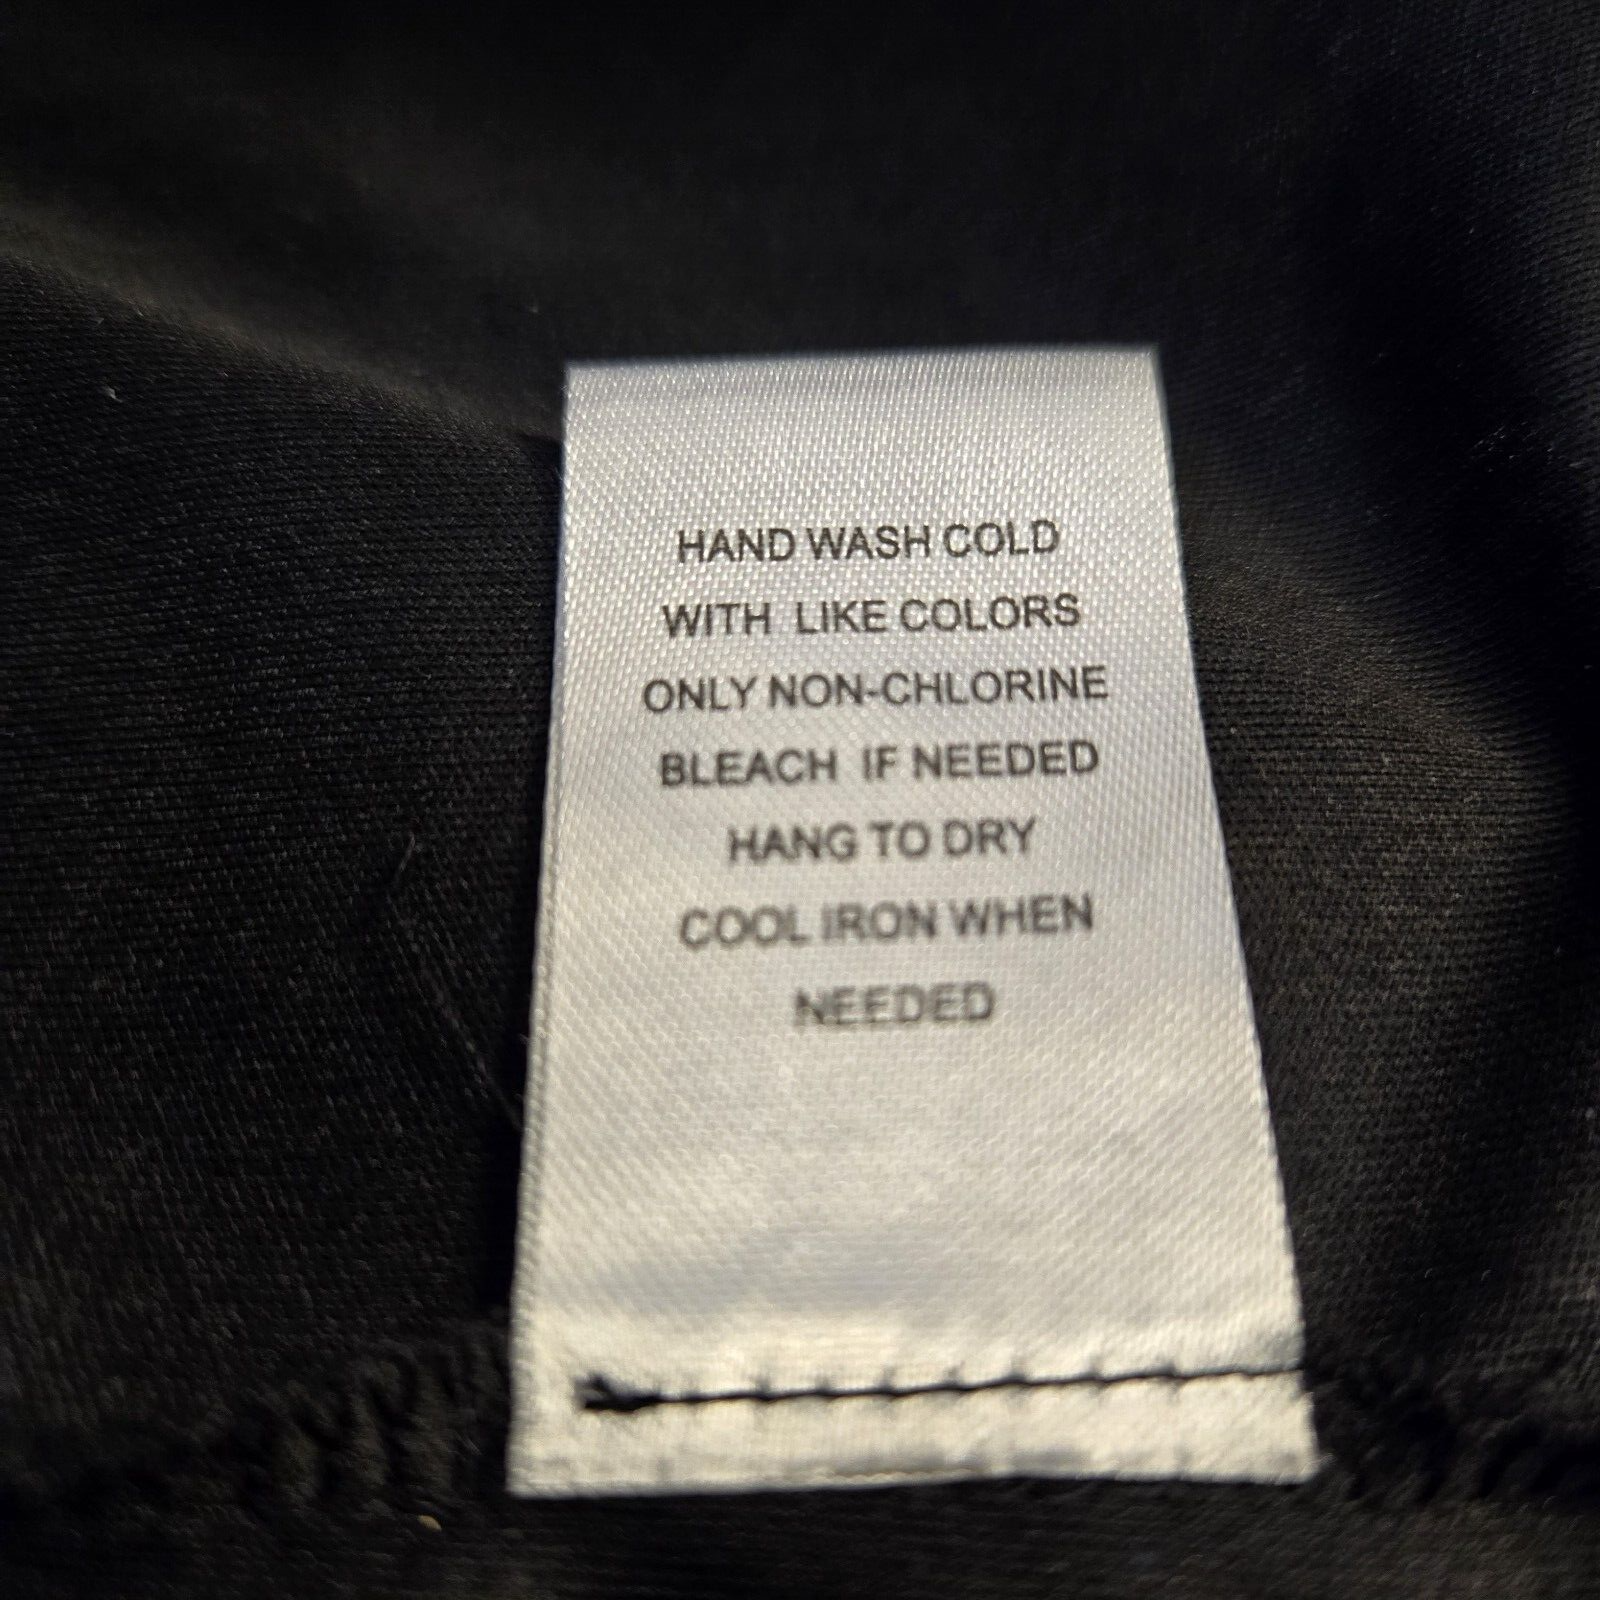 HAND WASH COLD
WITH LIKE COLORS
ONLY NON-CHLORINE
BLEACH IF NEEDED
HANG TO DRY
COOL IRON WHEN
NEEDED